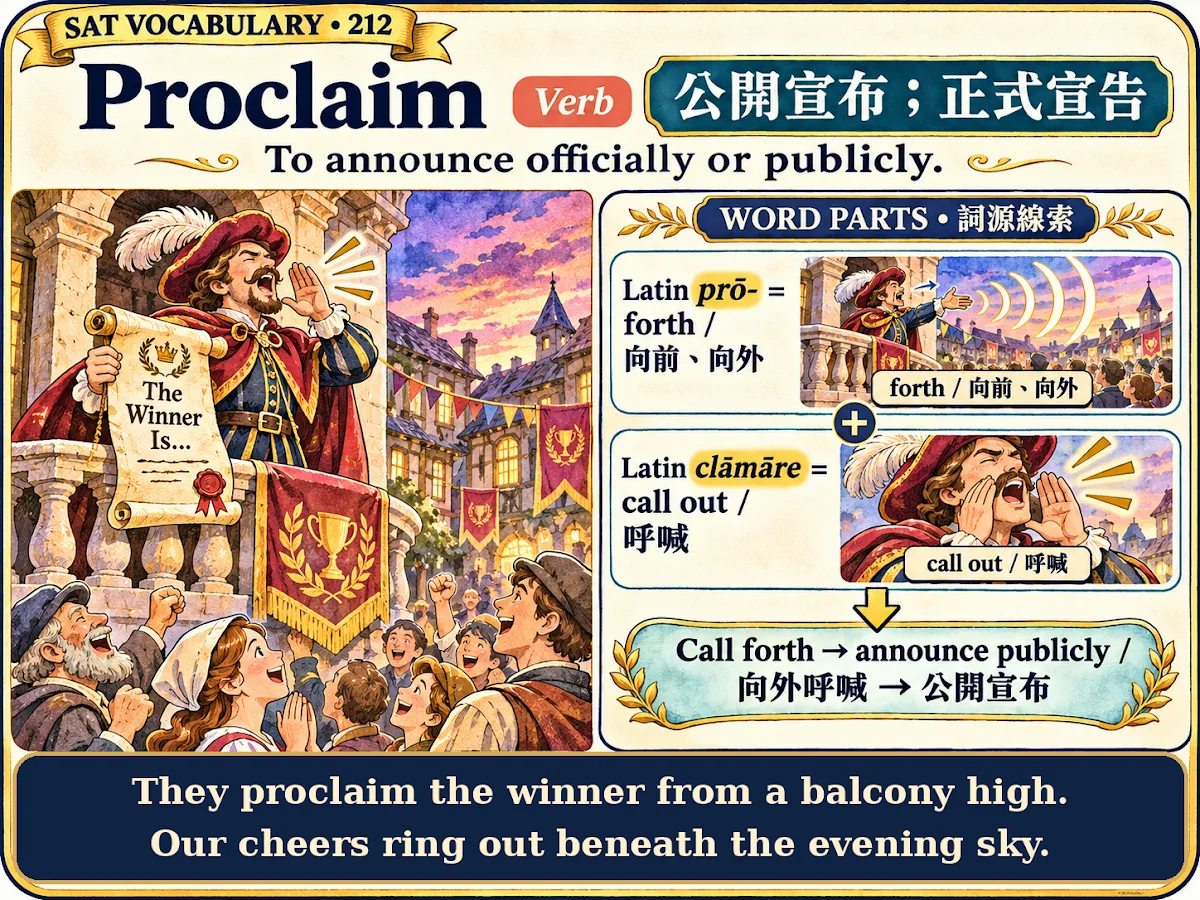 SAT VOCABULARY • 212
Proclaim
Verb
公開宣布；正式宣告
To announce officially or publicly.
The
Winner
Is...
WORD PARTS • 詞源線索
Latin prō- =
forth /
向前、向外
forth / 向前、向外
+
Latin clāmāre =
call out /
呼喊
call out / 呼喊
Call forth → announce publicly /
向外呼喊 → 公開宣布
They proclaim the winner from a balcony high.
Our cheers ring out beneath the evening sky.